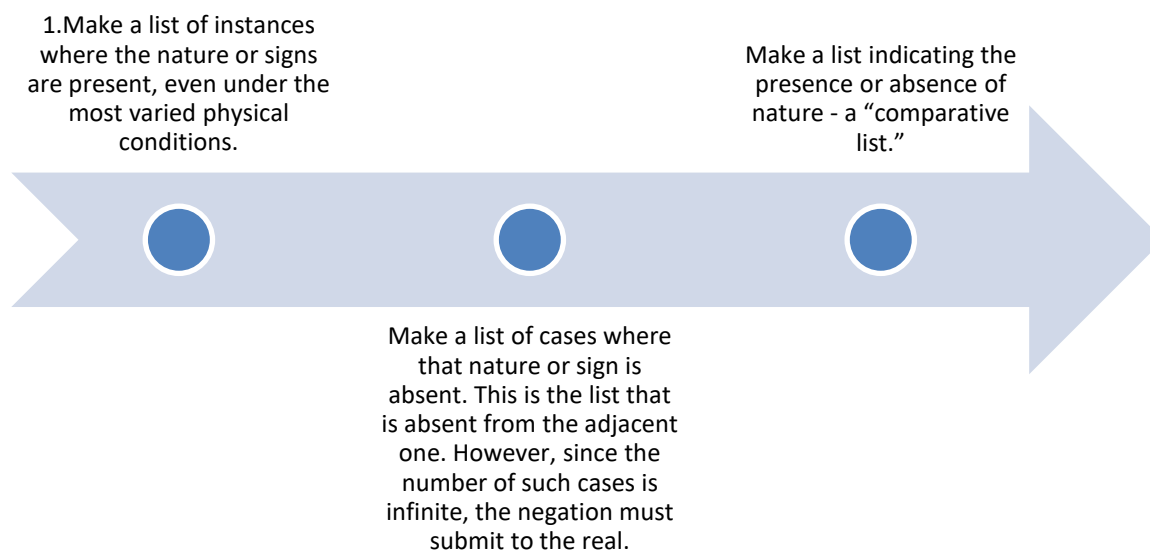 1.Make a list of instances
where the nature or signs
are present, even under the
most varied physical
conditions.
Make a list of cases where
that nature or sign is
absent. This is the list that
is absent from the adjacent
one. However, since the
number of such cases is
infinite, the negation must
submit to the real.
Make a list indicating the
presence or absence of
nature - a “comparative
list.”